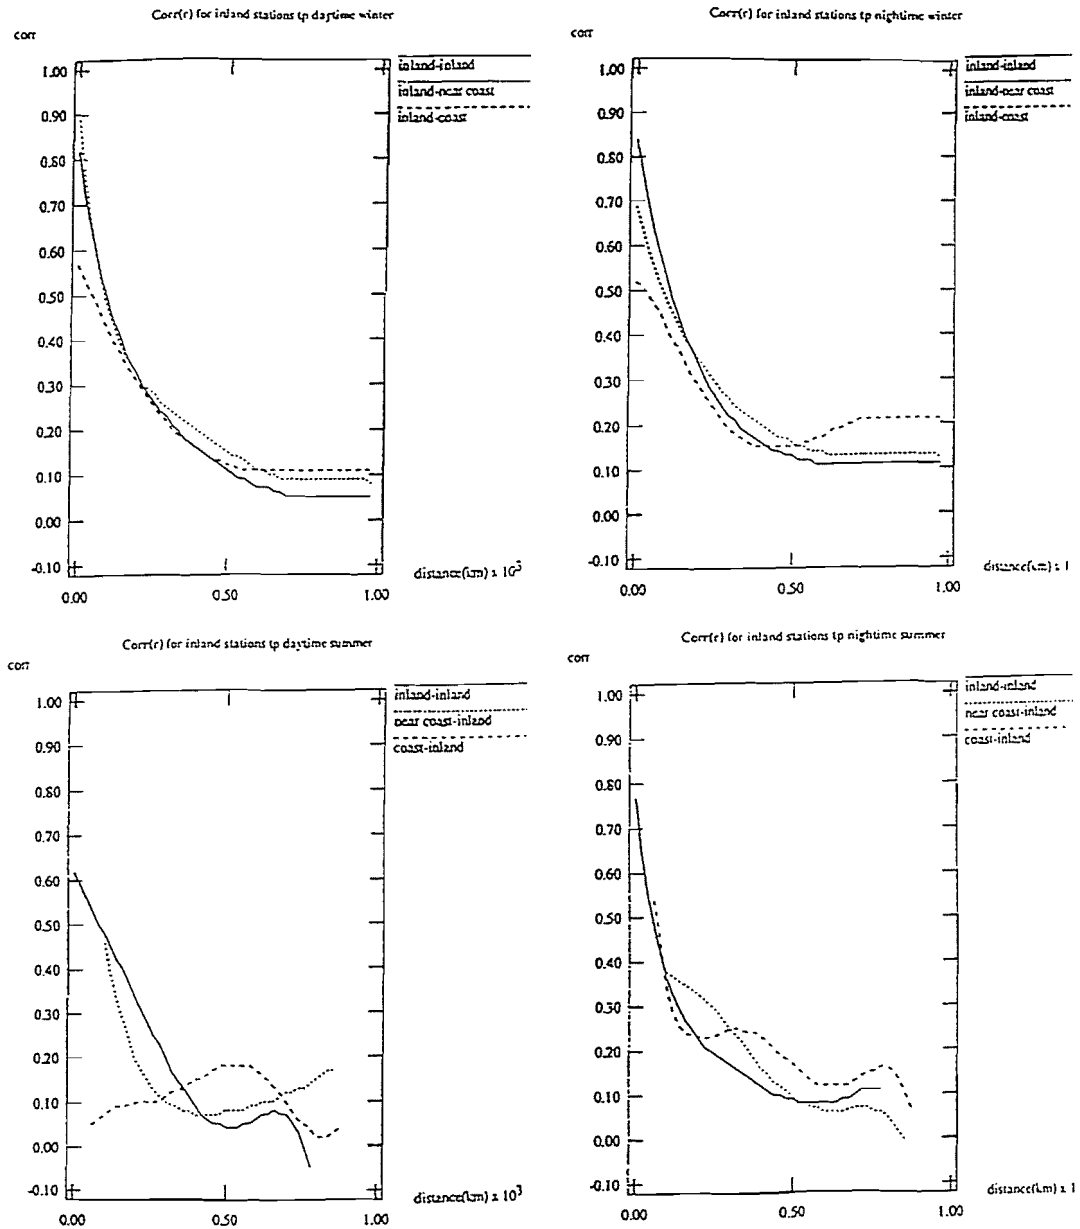 Corr(r) for inland stations tp daytime winter
corr
inland-inland
inland-near coast
inland-coast
1.00
0.90
0.80
0.70
0.60
0.50
0.40
0.30
0.20
0.10
0.00
-0.10
distance(km) x 10³
0.00 0.50 1.00
Corr(r) for inland stations tp nightime winter
corr
inland-inland
inland-near coast
inland-coast
1.00
0.90
0.80
0.70
0.60
0.50
0.40
0.30
0.20
0.10
0.00
-0.10
distance(km) x 1
0.00 0.50 1.00
Corr(r) for inland stations tp daytime summer
corr
inland-inland
near coast-inland
coast-inland
1.00
0.90
0.80
0.70
0.60
0.50
0.40
0.30
0.20
0.10
0.00
-0.10
distance(km) x 10³
0.00 0.50 1.00
Corr(r) for inland stations tp nightime summer
corr
inland-inland
near coast-inland
coast-inland
1.00
0.90
0.80
0.70
0.60
0.50
0.40
0.30
0.20
0.10
0.00
-0.10
distance(km) x 1
0.00 0.50 1.00